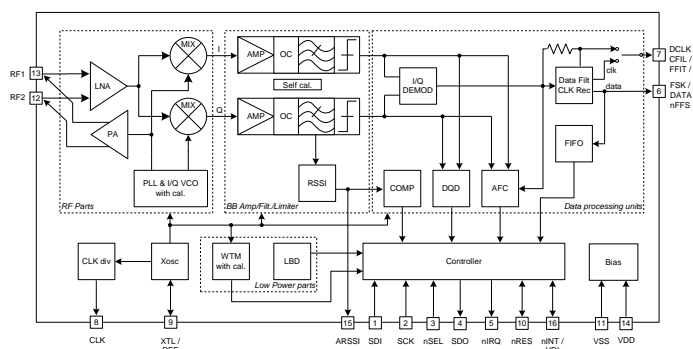 MIX
I
AMP
OC
Self cal.
7
DCLK
CFIL /
FFIT /
clk
RF1
13
LNA
I/Q
DEMOD
Data Filt
CLK Rec
data
6
FSK /
DATA
nFFS
RF2
12
MIX
Q
AMP
OC
PA
FIFO
PLL & I/Q VCO
with cal.
RSSI
COMP
DQD
AFC
RF Parts
BB Amp/Filt./Limiter
Data processing units
CLK div
Xosc
WTM
with cal.
LBD
Low Power parts
Controller
Bias
8
9
15
1
2
3
4
5
10
16
11
14
CLK
XTL /
ARSSI
SDI
SCK
nSEL
SDO
nIRQ
nRES
nINT /
VSS
VDD